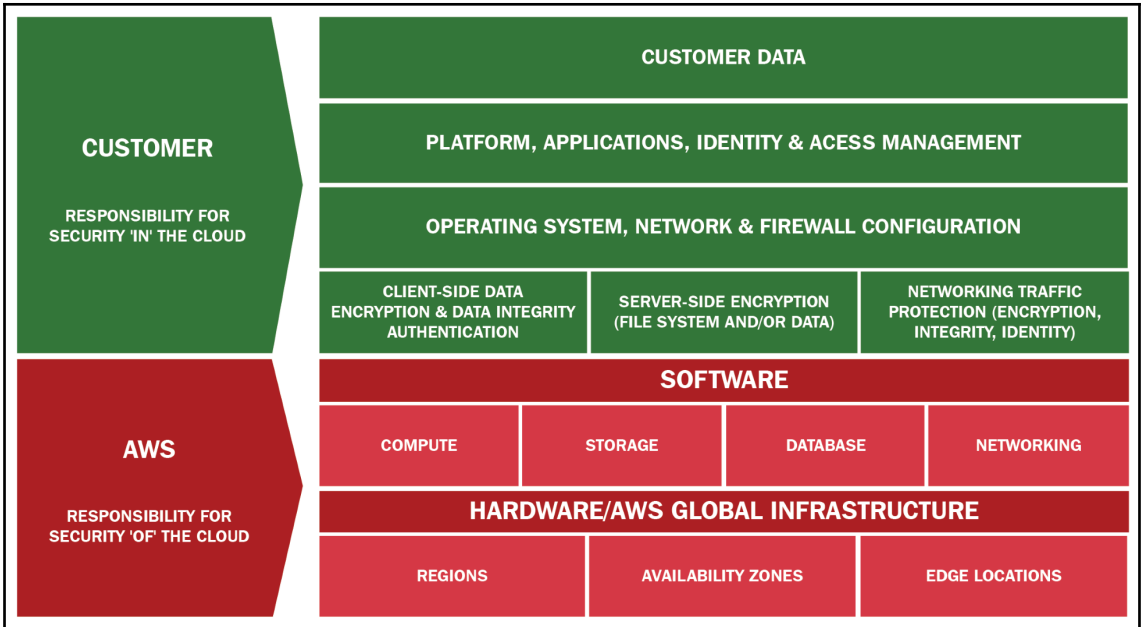 CUSTOMER
RESPONSIBILITY FOR
SECURITY 'IN' THE CLOUD
CUSTOMER DATA
PLATFORM, APPLICATIONS, IDENTITY & ACESS MANAGEMENT
OPERATING SYSTEM, NETWORK & FIREWALL CONFIGURATION
CLIENT-SIDE DATA
ENCRYPTION & DATA INTEGRITY
AUTHENTICATION
SERVER-SIDE ENCRYPTION
(FILE SYSTEM AND/OR DATA)
NETWORKING TRAFFIC
PROTECTION (ENCRYPTION,
INTEGRITY, IDENTITY)
AWS
RESPONSIBILITY FOR
SECURITY 'OF' THE CLOUD
SOFTWARE
COMPUTE
STORAGE
DATABASE
NETWORKING
HARDWARE/AWS GLOBAL INFRASTRUCTURE
REGIONS
AVAILABILITY ZONES
EDGE LOCATIONS